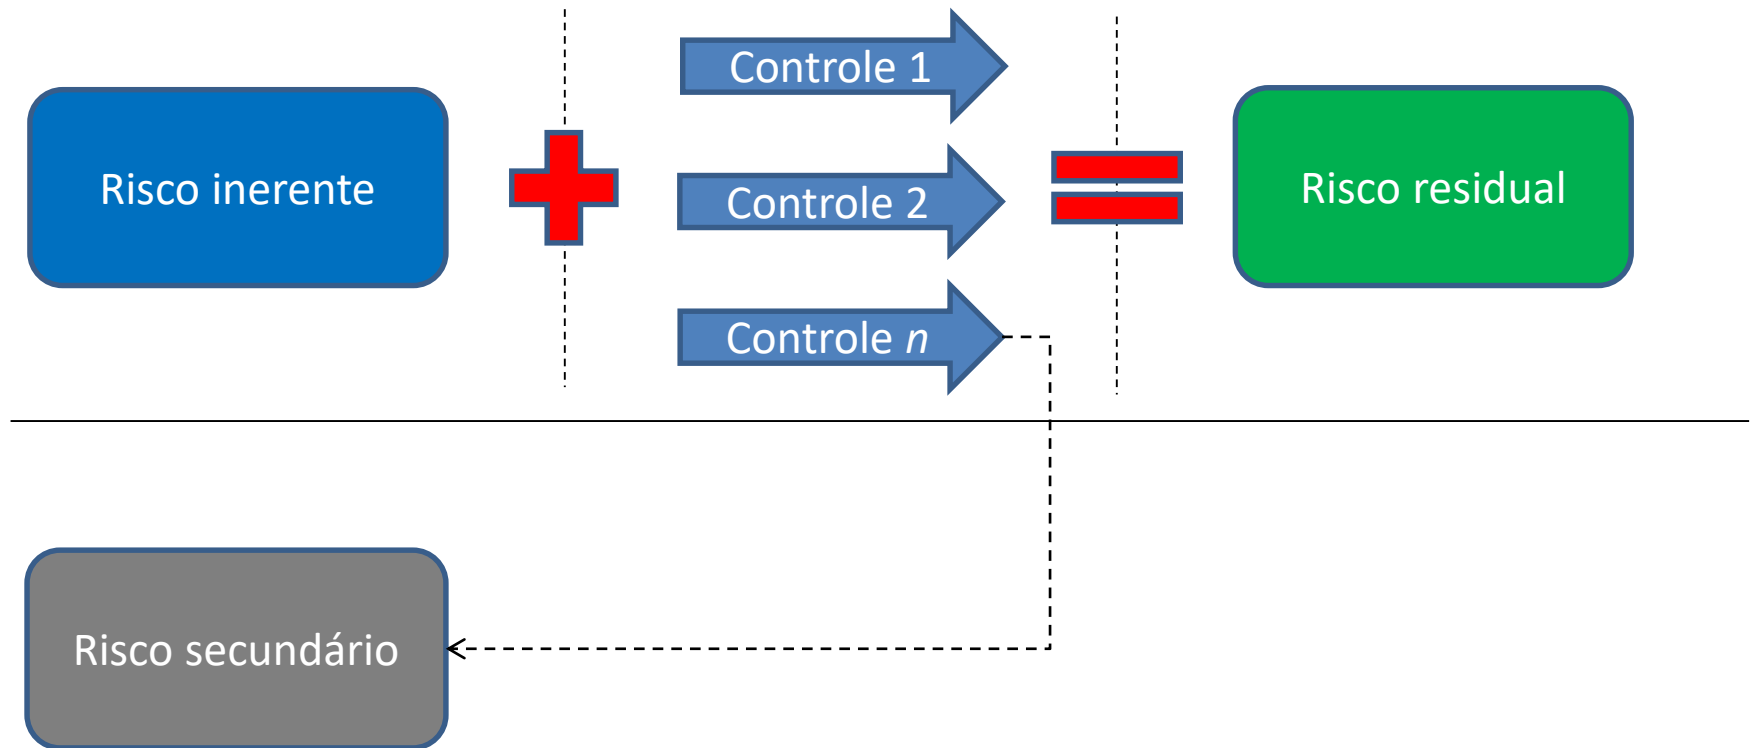 Risco inerente
Controle 1
Controle 2
Controle n
Risco residual
Risco secundário